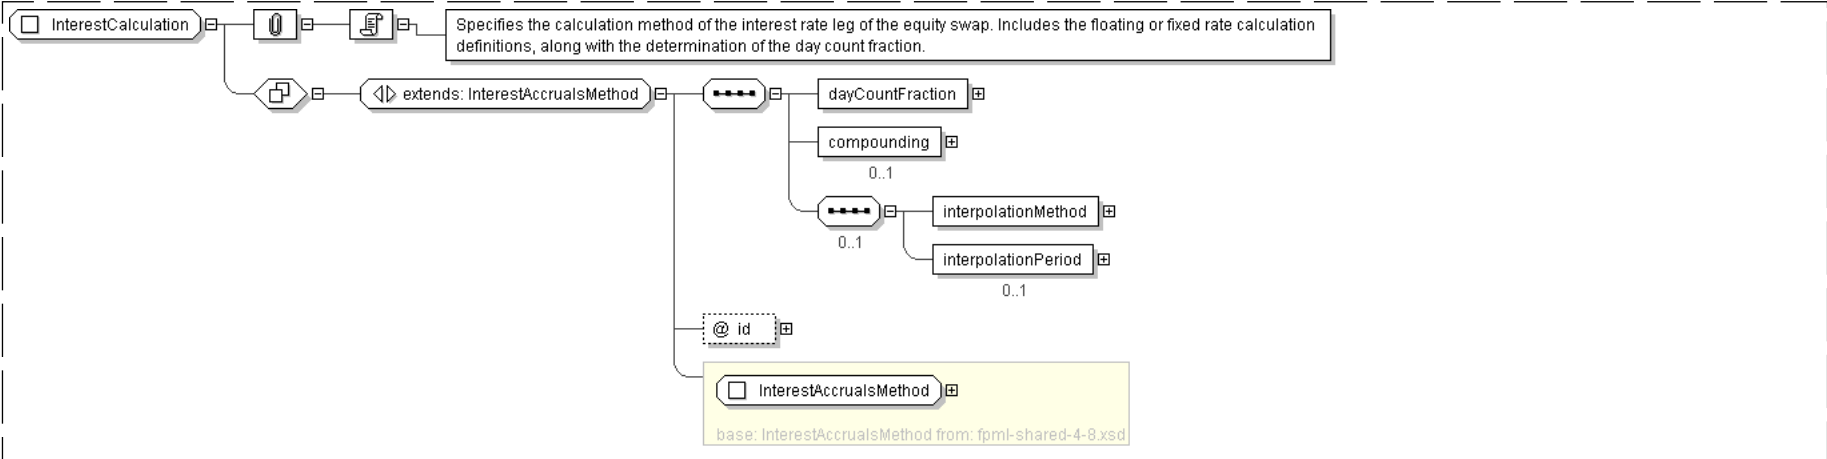 InterestCalculation
Specifies the calculation method of the interest rate leg of the equity swap. Includes the floating or fixed rate calculation
definitions, along with the determination of the day count fraction.
extends: InterestAccrualsMethod
dayCountFraction
compounding
0..1
interpolationMethod
0..1
interpolationPeriod
0..1
@ id
InterestAccrualsMethod
base: InterestAccrualsMethod from: fpml-shared-4-8.xsd